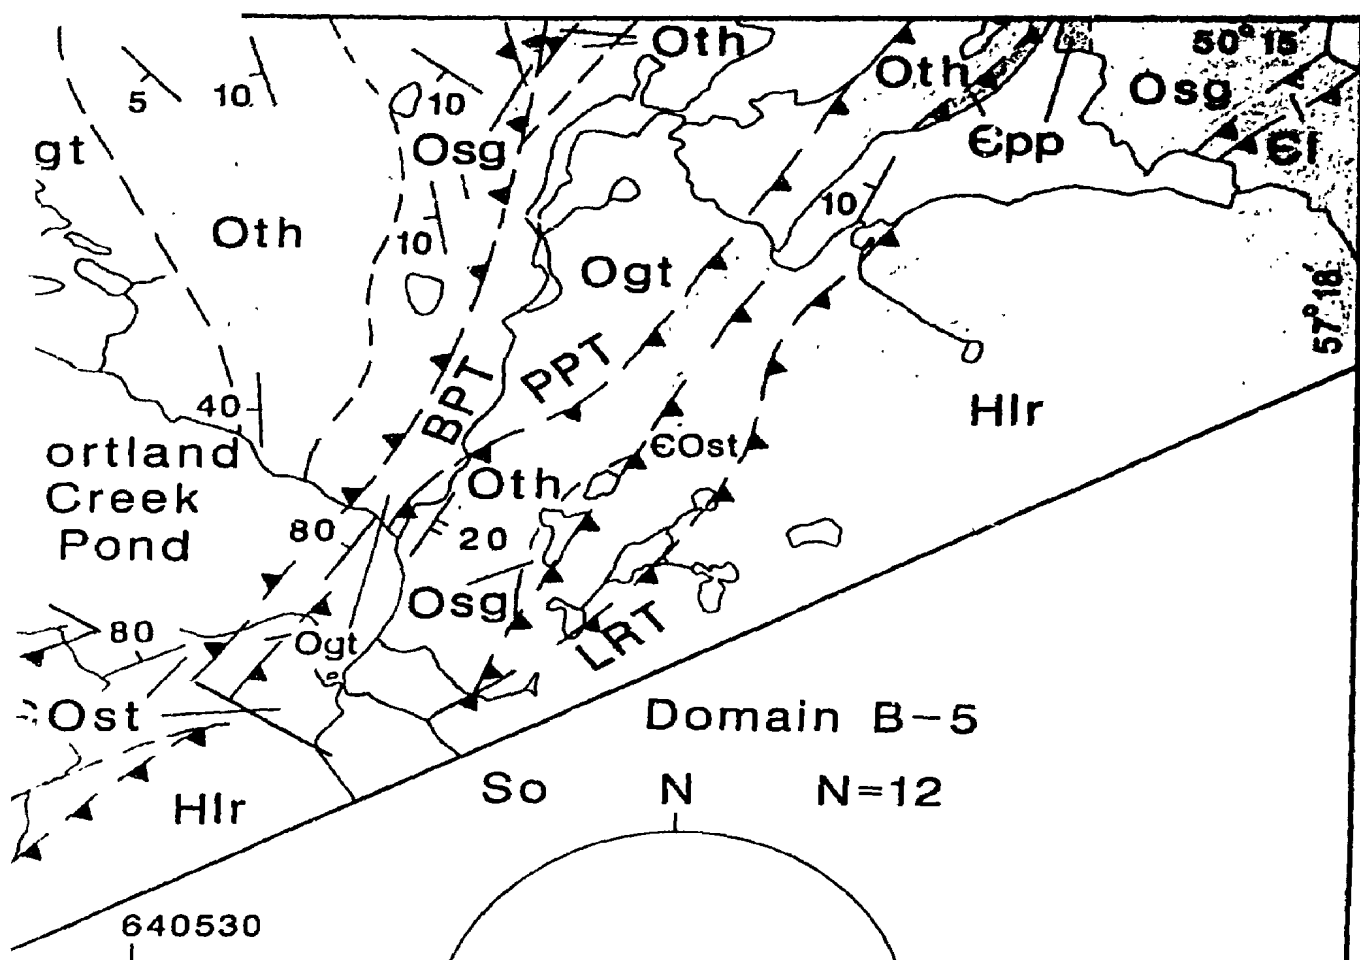 Oth
50° 15
5
10
10
Oth
Osg
gt
Osg
Єpp
Єl
Oth
10
10
Ogt
57° 18'
PPT
BPT
40
Hlr
ortland
Creek
Pond
ЄOst
Oth
80
20
Osg
80
Ogt
LRT
Ost
Domain B-5
Hlr
So N N=12
640530